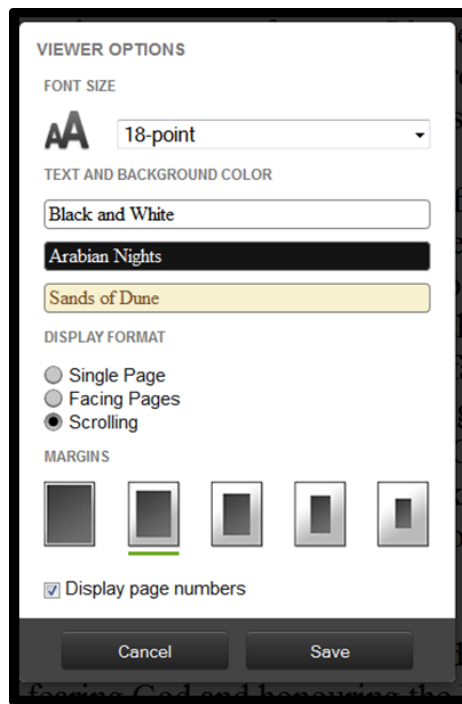 VIEWER OPTIONS
FONT SIZE
AA
18-point
TEXT AND BACKGROUND COLOR
Black and White
Arabian Nights
Sands of Dune
DISPLAY FORMAT
Single Page
Facing Pages
Scrolling
MARGINS
Display page numbers
Cancel Save
fearing God and honouring the